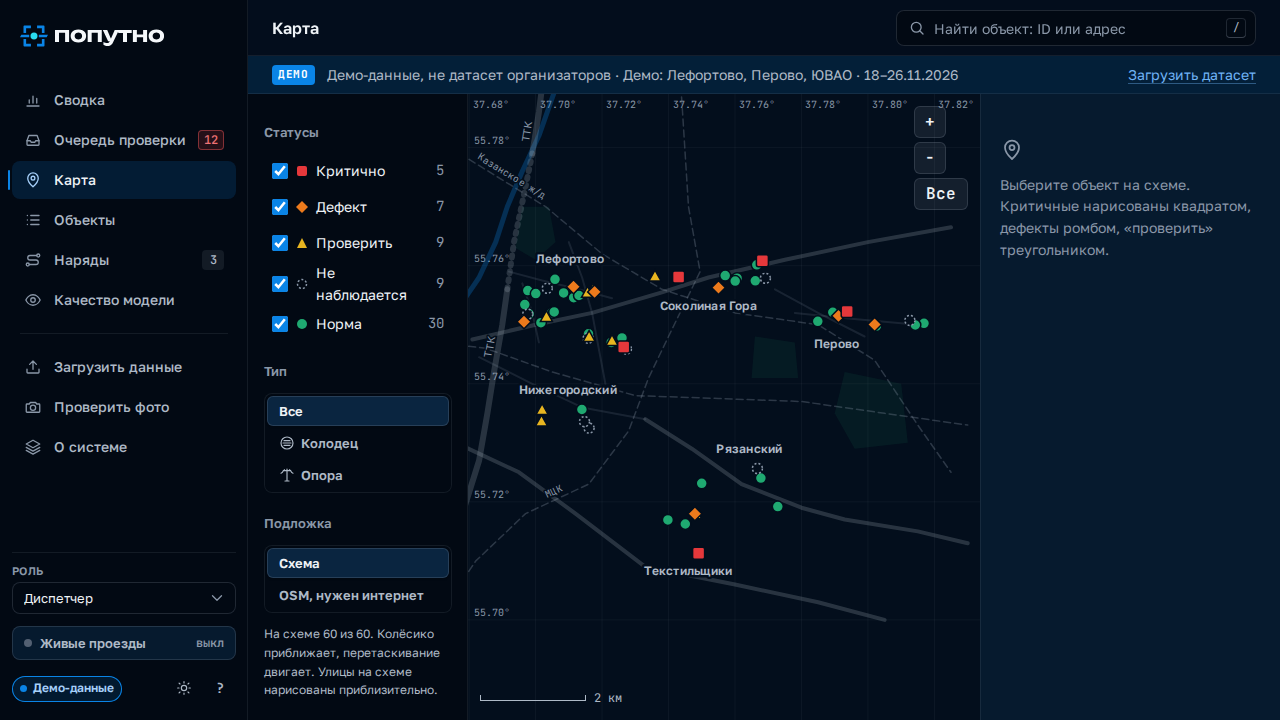 ПОПУТНО
Сводка
Очередь проверки 12
Карта
Объекты
Наряды 3
Качество модели
Загрузить данные
Проверить фото
О системе
РОЛЬ
Диспетчер
Живые проезды ВЫКЛ
Демо-данные ?
Карта
Найти объект: ID или адрес /
ДЕМО Демо-данные, не датасет организаторов · Демо: Лефортово, Перово, ЮВАО · 18–26.11.2026 Загрузить датасет
Статусы
Критично 5
Дефект 7
Проверить 9
Не
наблюдается 9
Норма 30
Тип
Все
Колодец
Опора
Подложка
Схема
OSM, нужен интернет
На схеме 60 из 60. Колёсико
приближает, перетаскивание
двигает. Улицы на схеме
нарисованы приблизительно.
37.68° 37.70° 37.72° 37.74° 37.76° 37.78° 37.80° 37.82°
+
-
Все
ТТК
55.78°
Казанское ж/д
55.76°
Лефортово
Соколиная Гора
Перово
ТТК
55.74°
Нижегородский
Рязанский
МЦК
55.72°
Текстильщики
55.70°
2 км
Выберите объект на схеме.
Критичные нарисованы квадратом,
дефекты ромбом, «проверить»
треугольником.